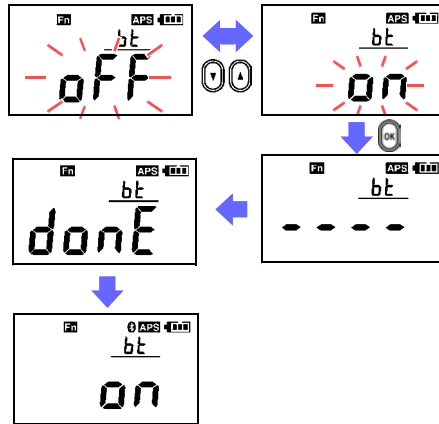 Fn APS
bt
oFF
Fn APS
bt
on
OK
Fn APS
bt
donE
Fn APS
bt
- - - -
Fn APS
bt
on